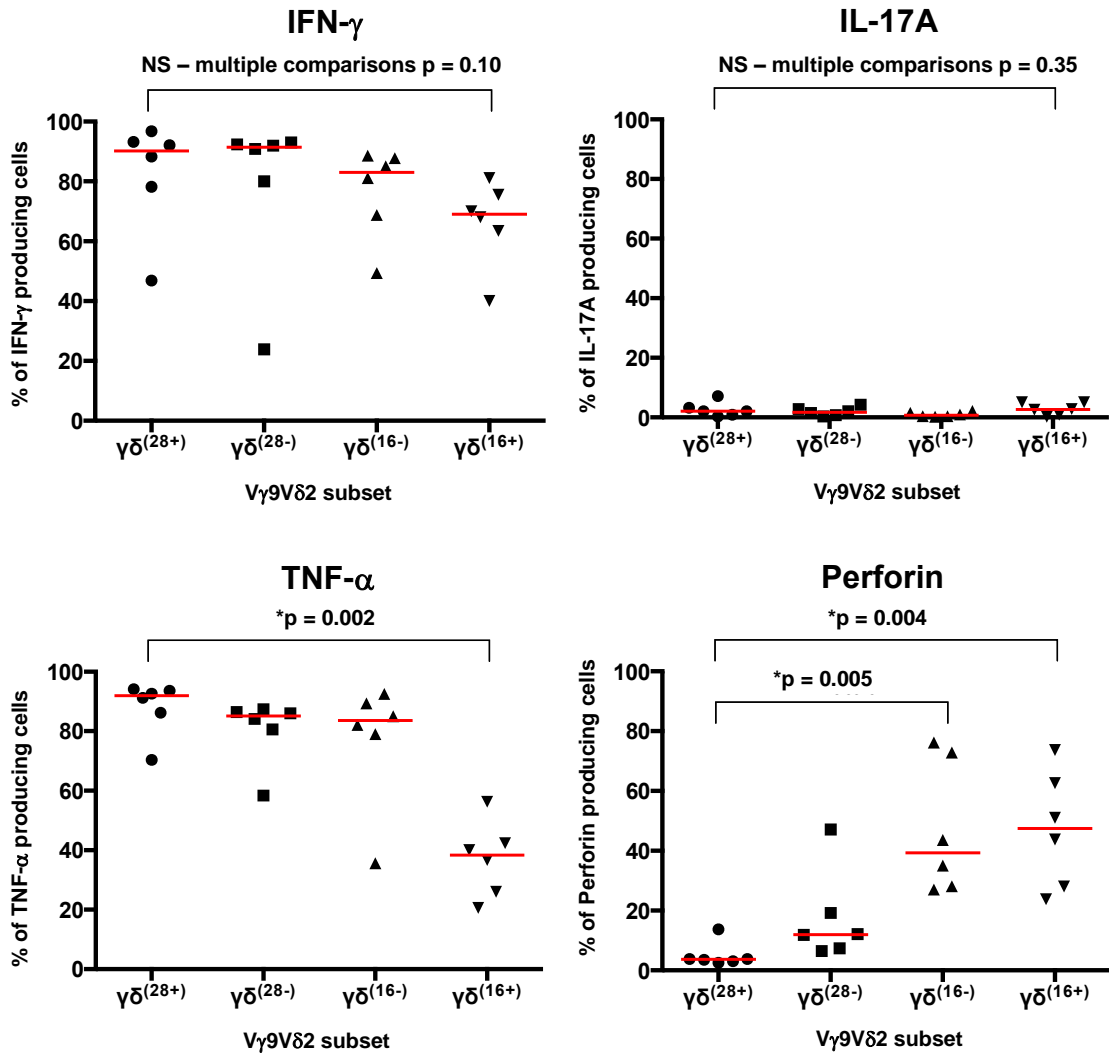 IFN-γ
NS – multiple comparisons p = 0.10
% of IFN-γ producing cells
100
80
60
40
20
0
γδ(28+) γδ(28-) γδ(16-) γδ(16+)
Vγ9Vδ2 subset
IL-17A
NS – multiple comparisons p = 0.35
% of IL-17A producing cells
100
80
60
40
20
0
γδ(28+) γδ(28-) γδ(16-) γδ(16+)
Vγ9Vδ2 subset
TNF-α
*p = 0.002
% of TNF-α producing cells
100
80
60
40
20
0
γδ(28+) γδ(28-) γδ(16-) γδ(16+)
Vγ9Vδ2 subset
Perforin
*p = 0.004
*p = 0.005
% of Perforin producing cells
100
80
60
40
20
0
γδ(28+) γδ(28-) γδ(16-) γδ(16+)
Vγ9Vδ2 subset